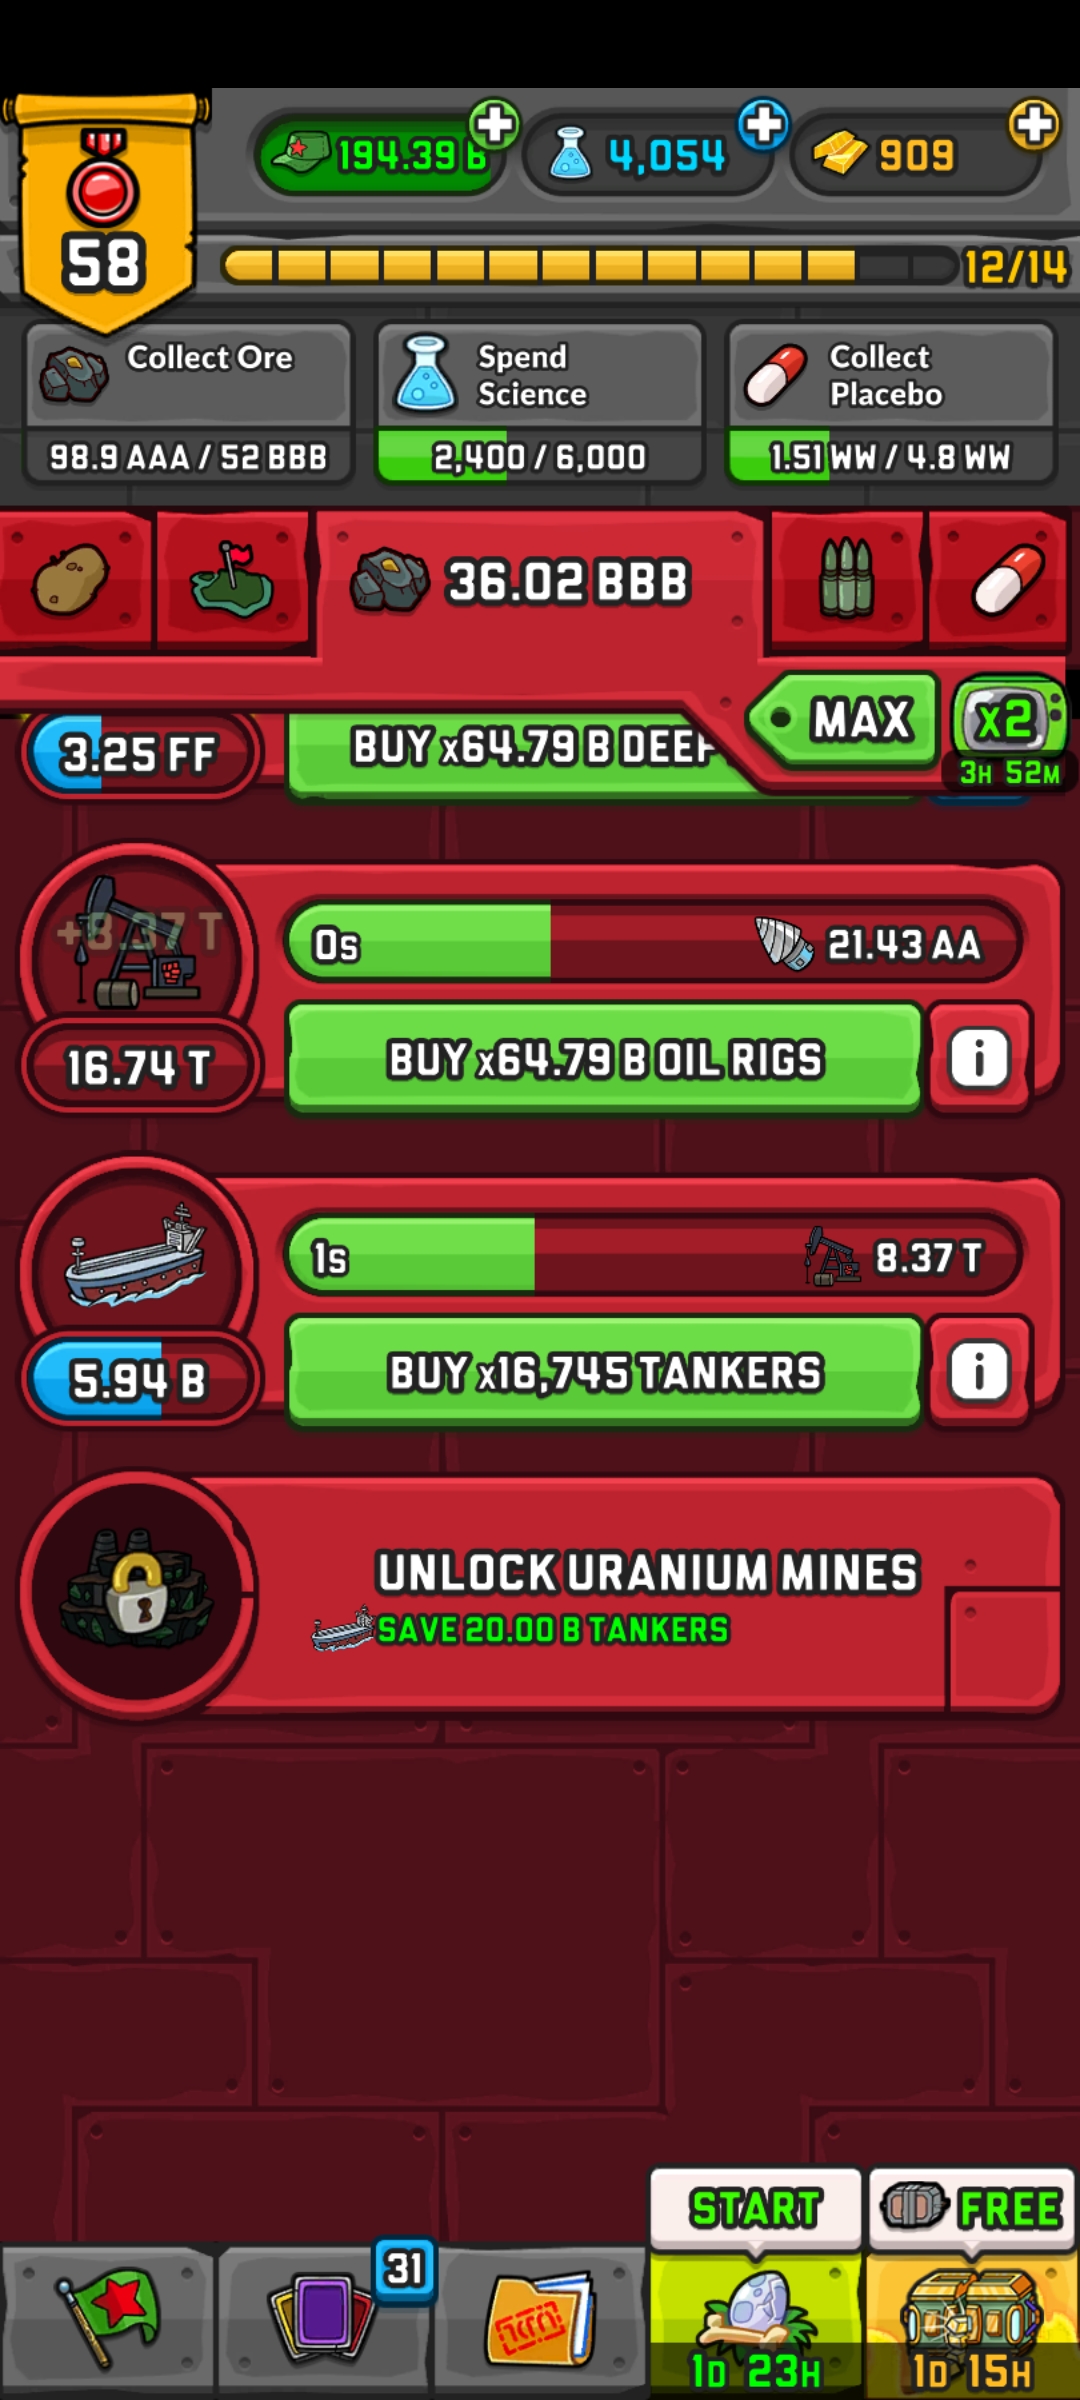 194.39 B
4,054
909
58
12/14
Collect Ore
98.9 AAA / 52 BBB
Spend
Science
2,400 / 6,000
Collect
Placebo
1.51 WW / 4.8 WW
36.02 BBB
MAX
x2
3H 52M
3.25 FF
BUY x64.79 B DEEP
+8.37 T
0s
21.43 AA
16.74 T
BUY x64.79 B OIL RIGS
i
1s
8.37 T
5.94 B
BUY x16,745 TANKERS
i
UNLOCK URANIUM MINES
SAVE 20.00 B TANKERS
START
FREE
31
1D 23H
1D 15H